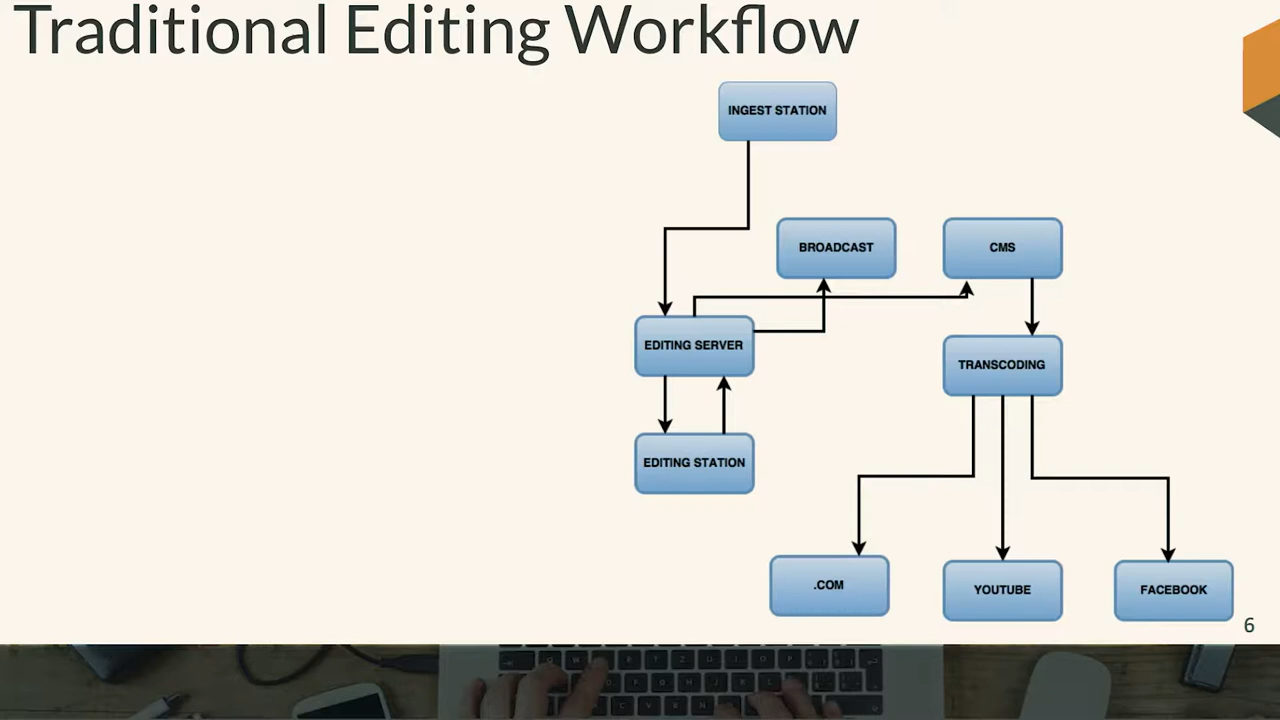 Traditional Editing Workflow
INGEST STATION
BROADCAST
CMS
EDITING SERVER
TRANSCODING
EDITING STATION
.COM
YOUTUBE
FACEBOOK
6